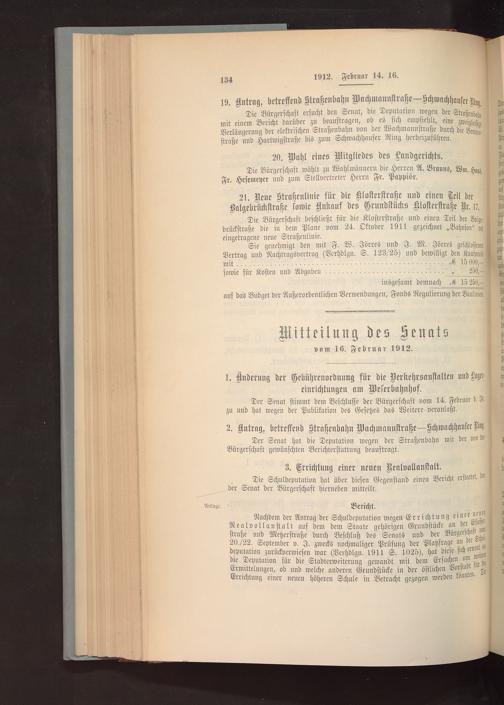 134
1912. Februar 14. 16.
19. Antrag, betreffend Straßenbahn Wachmannstraße—Schwachhauser Ring.
Die Bürgerschaft ersucht den Senat, die Deputation wegen der Straßenbahn
mit einem Bericht darüber zu beauftragen, ob es sich empfiehlt, eine zweigleisige
Verlängerung der elektrischen Straßenbahn von der Wachmannstraße durch die
straße und Hartwigstraße bis zum Schwachhauser Ring herbeizuführen.
20. Wahl eines Mitgliedes des Landgerichts.
Die Bürgerschaft wählt zu Wahlmännern die Herren A. Brauns, Wm.
Fr. Hesemeyer und zum Stellvertreter Herrn Fr. Pappiér.
21. Neue Straßenlinie für die Klosterstraße und einen Teil der
Balgebrückstraße sowie Ankauf des Grundstücks Klosterstraße Nr. 17.
Die Bürgerschaft beschließt für die Klosterstraße und einen Teil der Balge-
brückstraße die in dem Plane vom 24. Oktober 1911 gezeichnet „Bahnson“
eingetragene neue Straßenlinie.
Sie genehmigt den mit F. W. Jörres und J. M. Jörres geschlossenen
Vertrag und Nachtragsvertrag (Verhdlgn. S. 123/25) und bewilligt den Kaufpreis
mit ........ ℳ 15 000,—
sowie für Kosten und Abgaben ........ „ 250,—
insgesamt demnach ℳ 15 250,—
auf das Budget der Außerordentlichen Verwendungen, Fonds Regulierung der Baulinien.
Mitteilung des Senats
vom 16. Februar 1912.
1. Änderung der Gebührenordnung für die Verkehrsanstalten und Lager-
einrichtungen am Weserbahnhof.
Der Senat stimmt dem Beschlusse der Bürgerschaft vom 14. Februar d. J.
zu und hat wegen der Publikation des Gesetzes das Weitere veranlaßt.
2. Antrag, betreffend Straßenbahn Wachmannstraße—Schwachhauser Ring.
Der Senat hat die Deputation wegen der Straßenbahn mit der von der
Bürgerschaft gewünschten Berichterstattung beauftragt.
3. Errichtung einer neuen Realvollanstalt.
Die Schuldeputation hat über diesen Gegenstand einen Bericht erstattet, den
der Senat der Bürgerschaft hierneben mitteilt.
Anlage.
Bericht.
Nachdem der Antrag der Schuldeputation wegen Errichtung einer neuen
Realvollanstalt auf dem dem Staate gehörigen Grundstücke an der
straße und Metzerstraße durch Beschluß des Senats und der Bürgerschaft vom
20./22. September v. J. zwecks nochmaliger Prüfung der Platzfrage an die Schul-
deputation zurückverwiesen war (Verhdlgn. 1911 S. 1025), hat diese sich erneut an
die Deputation für die Stadterweiterung gewandt mit dem Ersuchen um weitere
Ermittelungen, ob und welche anderen Grundstücke in der östlichen Vorstadt für die
Errichtung einer neuen höheren Schule in Betracht gezogen werden könnten. Die